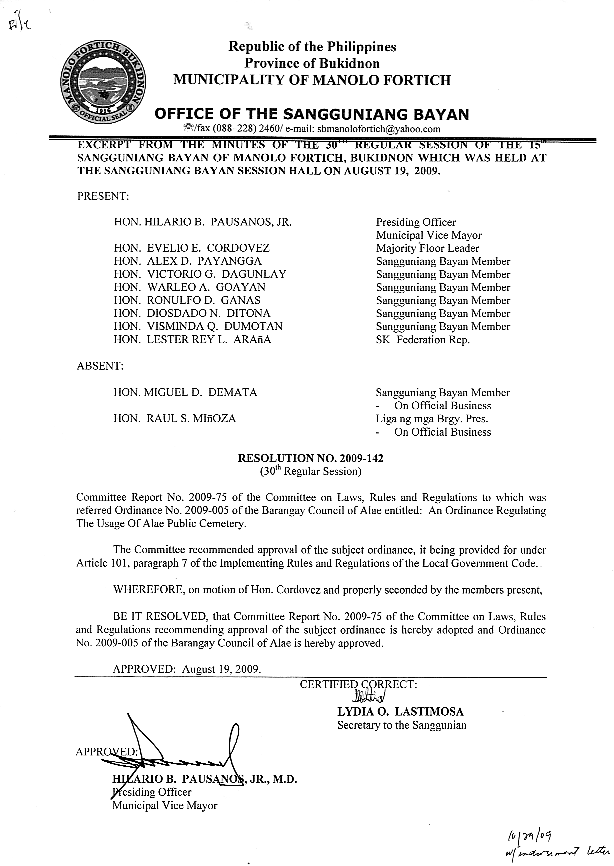 Republic of the Philippines
Province of Bukidnon
MUNICIPALITY OF MANOLO FORTICH
MANOLO FORTICH, BUKIDNON
OFFICIAL SEAL
OFFICE OF THE SANGGUNIANG BAYAN
/fax (088 228) 2460/ e-mail: sbmanolofortich@yahoo.com
EXCERPT FROM THE MINUTES OF THE 30TH REGULAR SESSION OF THE 15th
SANGGUNIANG BAYAN OF MANOLO FORTICH, BUKIDNON WHICH WAS HELD AT
THE SANGGUNIANG BAYAN SESSION HALL ON AUGUST 19, 2009.
PRESENT:
HON. HILARIO B. PAUSANOS, JR. Presiding Officer
Municipal Vice Mayor
HON. EVELIO E. CORDOVEZ Majority Floor Leader
HON. ALEX D. PAYANGGA Sangguniang Bayan Member
HON. VICTORIO G. DAGUNLAY Sangguniang Bayan Member
HON. WARLEO A. GOAYAN Sangguniang Bayan Member
HON. RONULFO D. GANAS Sangguniang Bayan Member
HON. DIOSDADO N. DITONA Sangguniang Bayan Member
HON. VISMINDA Q. DUMOTAN Sangguniang Bayan Member
HON. LESTER REY L. ARAñA SK Federation Rep.
ABSENT:
HON. MIGUEL D. DEMATA Sangguniang Bayan Member
- On Official Business
HON. RAUL S. MIñOZA Liga ng mga Brgy. Pres.
- On Official Business
RESOLUTION NO. 2009-142
(30th Regular Session)
Committee Report No. 2009-75 of the Committee on Laws, Rules and Regulations to which was
referred Ordinance No. 2009-005 of the Barangay Council of Alae entitled: An Ordinance Regulating
The Usage Of Alae Public Cemetery.
The Committee recommended approval of the subject ordinance, it being provided for under
Article 101, paragraph 7 of the Implementing Rules and Regulations of the Local Government Code.
WHEREFORE, on motion of Hon. Cordovez and properly seconded by the members present,
BE IT RESOLVED, that Committee Report No. 2009-75 of the Committee on Laws, Rules
and Regulations recommending approval of the subject ordinance is hereby adopted and Ordinance
No. 2009-005 of the Barangay Council of Alae is hereby approved.
APPROVED: August 19, 2009.
CERTIFIED CORRECT:
LYDIA O. LASTIMOSA
Secretary to the Sanggunian
APPROVED:
HILARIO B. PAUSANOS, JR., M.D.
Presiding Officer
Municipal Vice Mayor
10/29/09
w/ indorsement letter